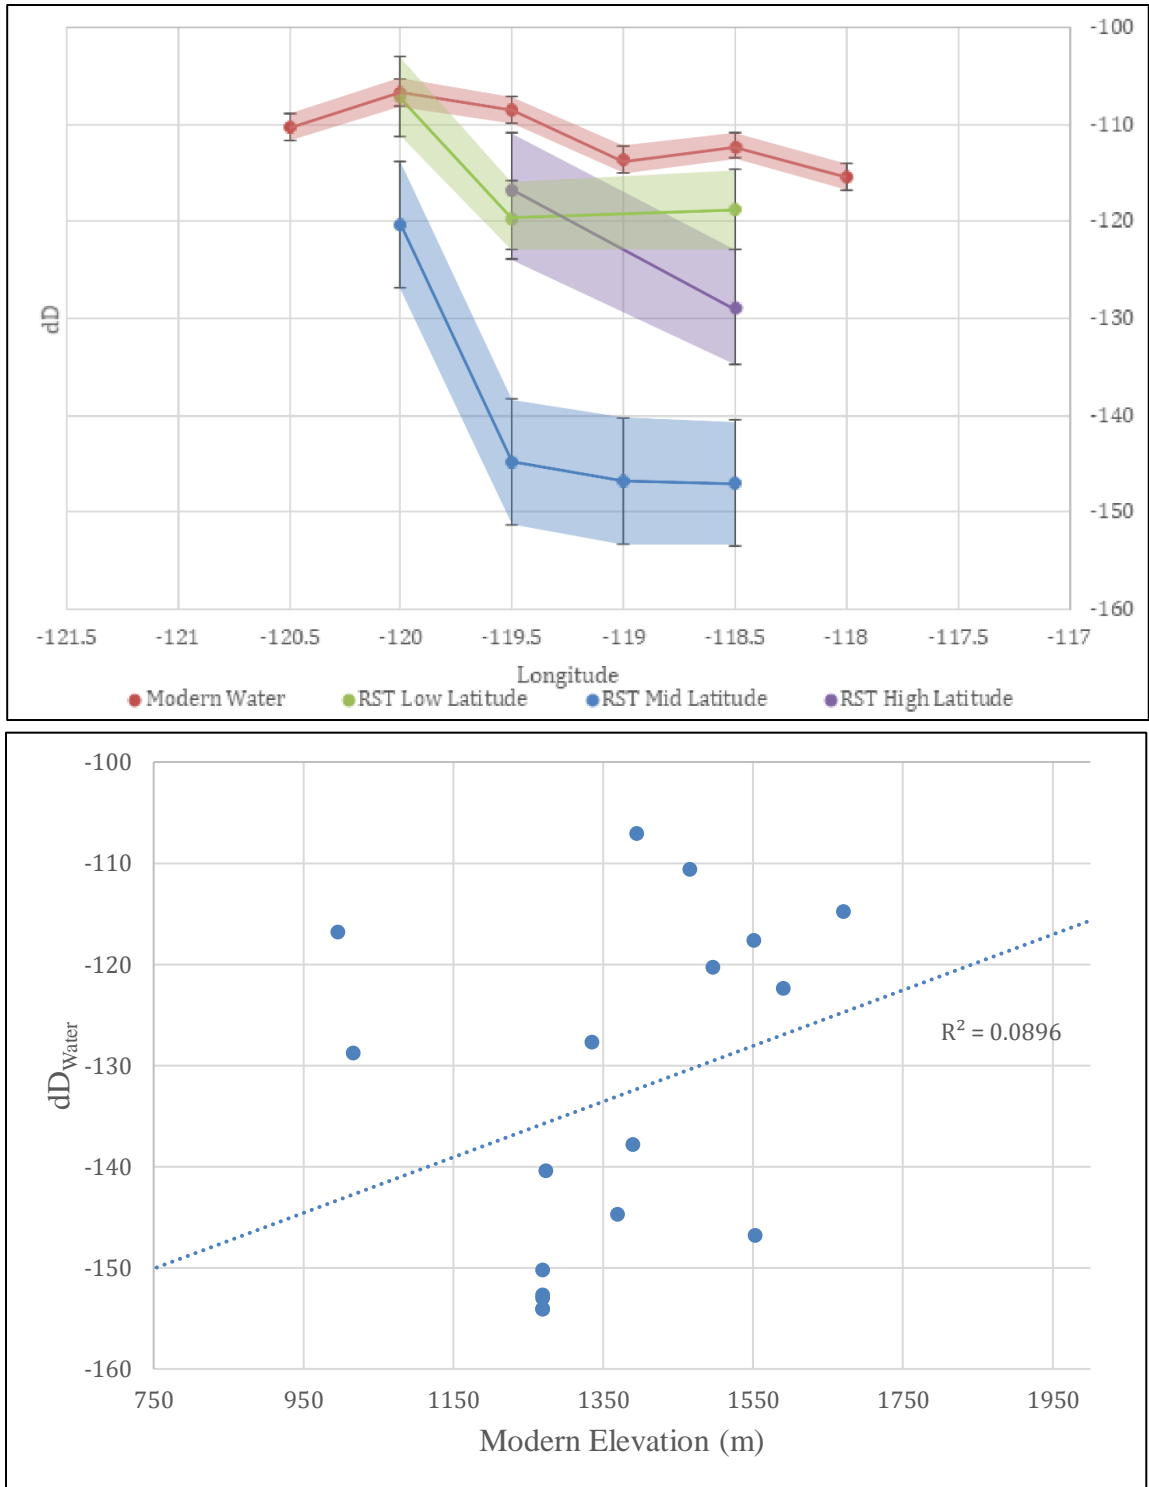 -100
-110
-120
-130
-140
-150
-160
dD
-121.5 -121 -120.5 -120 -119.5 -119 -118.5 -118 -117.5 -117
Longitude
Modern Water RST Low Latitude RST Mid Latitude RST High Latitude
-100
-110
-120
-130
-140
-150
-160
dDWater
R² = 0.0896
750 950 1150 1350 1550 1750 1950
Modern Elevation (m)